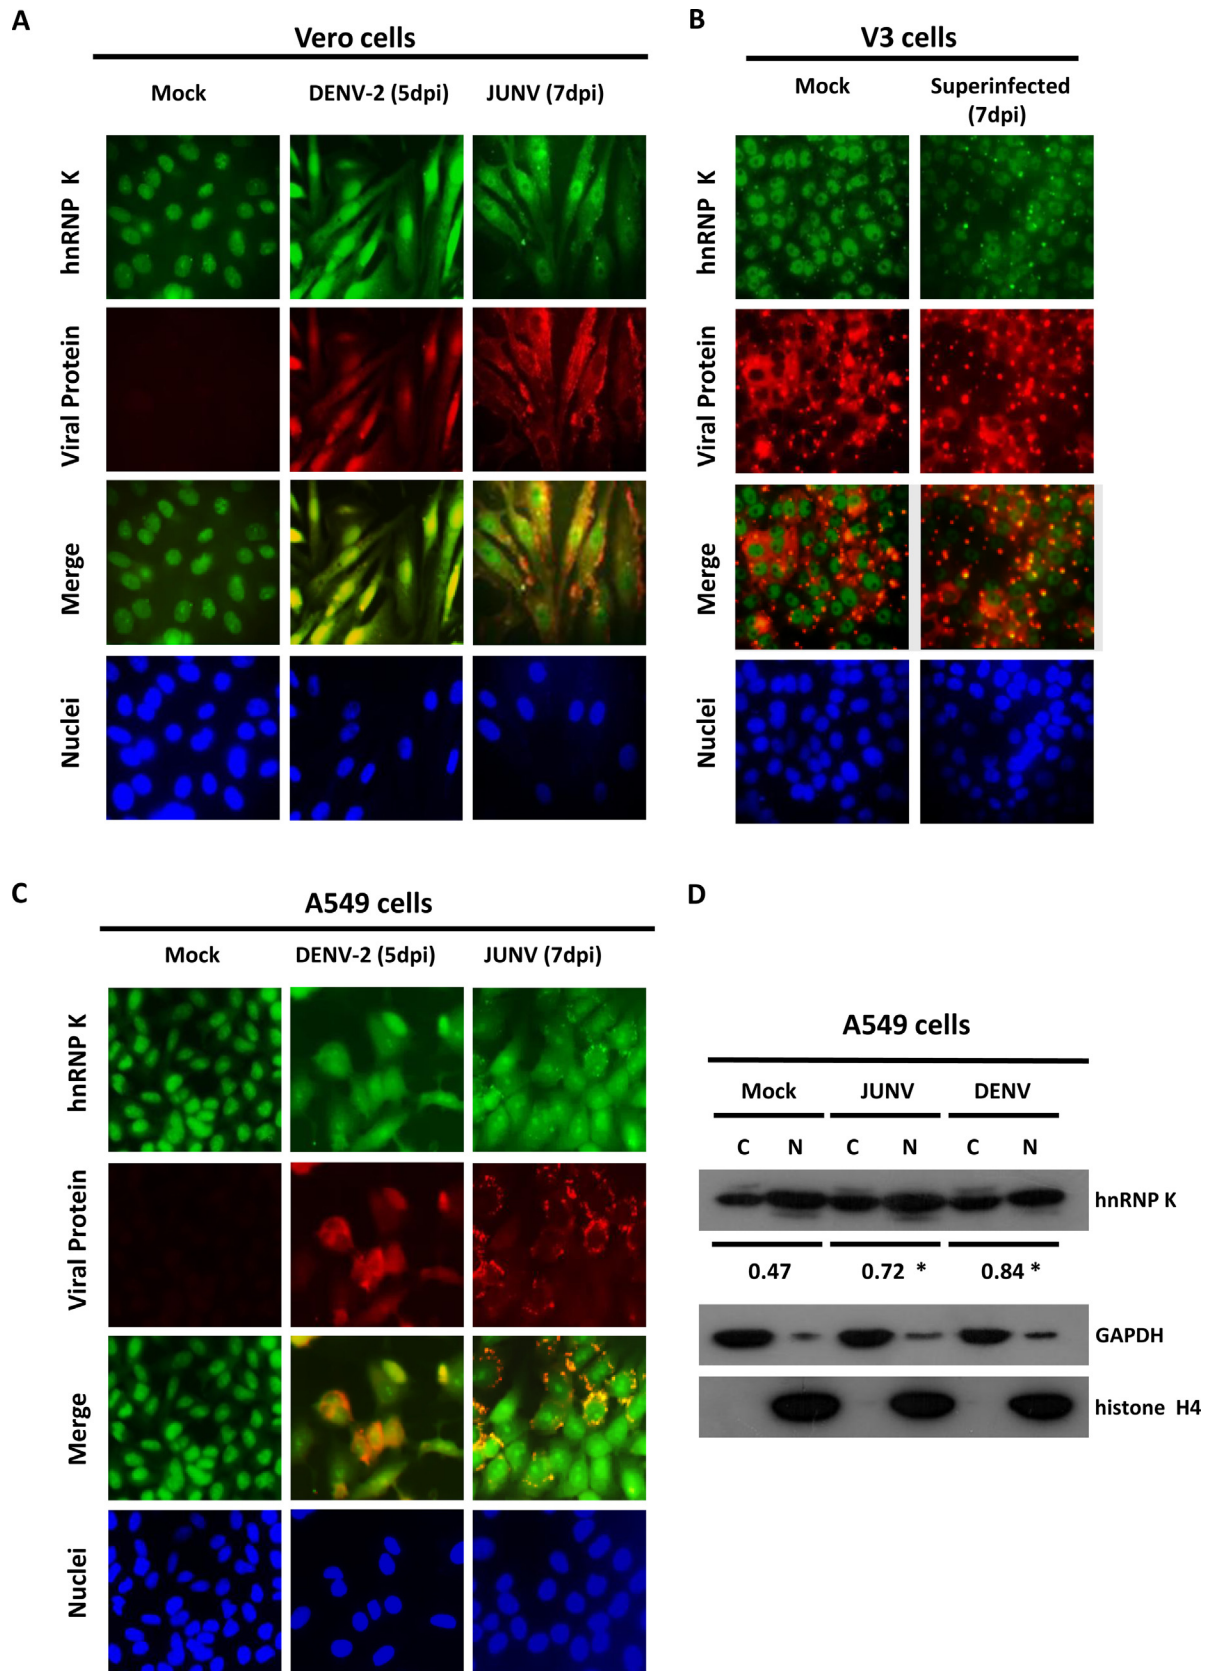 A
Vero cells
Mock DENV-2 (5dpi) JUNV (7dpi)
hnRNP K
Viral Protein
Merge
Nuclei
B
V3 cells
Mock Superinfected
(7dpi)
hnRNP K
Viral Protein
Merge
Nuclei
C
A549 cells
Mock DENV-2 (5dpi) JUNV (7dpi)
hnRNP K
Viral Protein
Merge
Nuclei
D
A549 cells
Mock JUNV DENV
C N C N C N
hnRNP K
0.47 0.72 * 0.84 *
GAPDH
histone H4